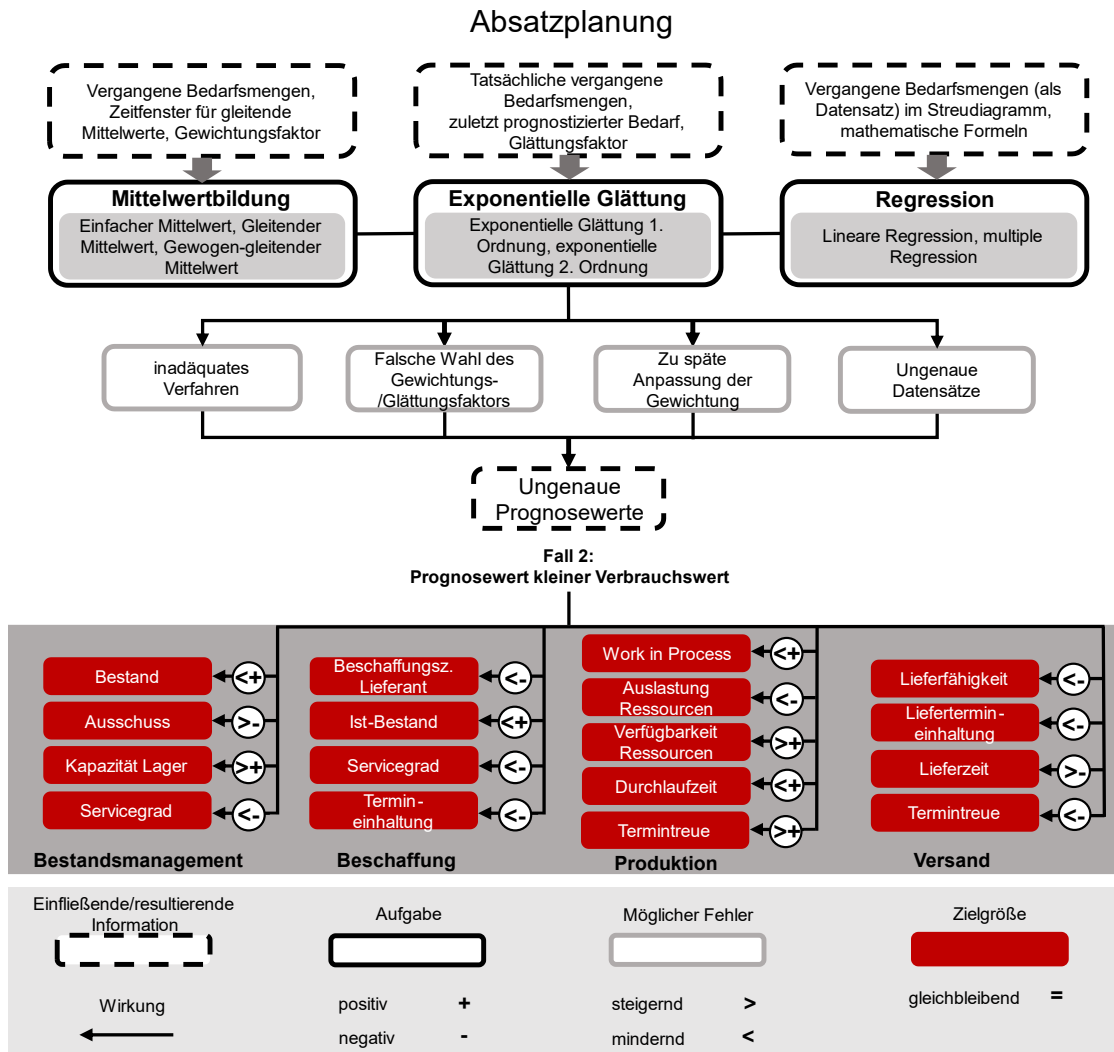 Absatzplanung
Vergangene Bedarfsmengen,
Zeitfenster für gleitende
Mittelwerte, Gewichtungsfaktor
Tatsächliche vergangene
Bedarfsmengen,
zuletzt prognostizierter Bedarf,
Glättungsfaktor
Vergangene Bedarfsmengen (als
Datensatz) im Streudiagramm,
mathematische Formeln
Mittelwertbildung
Einfacher Mittelwert, Gleitender
Mittelwert, Gewogen-gleitender
Mittelwert
Exponentielle Glättung
Exponentielle Glättung 1.
Ordnung, exponentielle
Glättung 2. Ordnung
Regression
Lineare Regression, multiple
Regression
inadäquates
Verfahren
Falsche Wahl des
Gewichtungs-
/Glättungsfaktors
Zu späte
Anpassung der
Gewichtung
Ungenaue
Datensätze
Ungenaue
Prognosewerte
Fall 2:
Prognosewert kleiner Verbrauchswert
Bestand <+
Ausschuss >-
Kapazität Lager >+
Servicegrad <-
Bestandsmanagement
Beschaffungsz.
Lieferant <-
Ist-Bestand <+
Servicegrad <-
Termin-
einhaltung <-
Beschaffung
Work in Process <+
Auslastung
Ressourcen <-
Verfügbarkeit
Ressourcen >+
Durchlaufzeit <+
Termintreue >+
Produktion
Lieferfähigkeit <-
Liefertermin-
einhaltung <-
Lieferzeit >-
Termintreue <-
Versand
Einfließende/resultierende
Information
Aufgabe
Möglicher Fehler
Zielgröße
Wirkung
positiv +
negativ -
steigernd >
mindernd <
gleichbleibend =